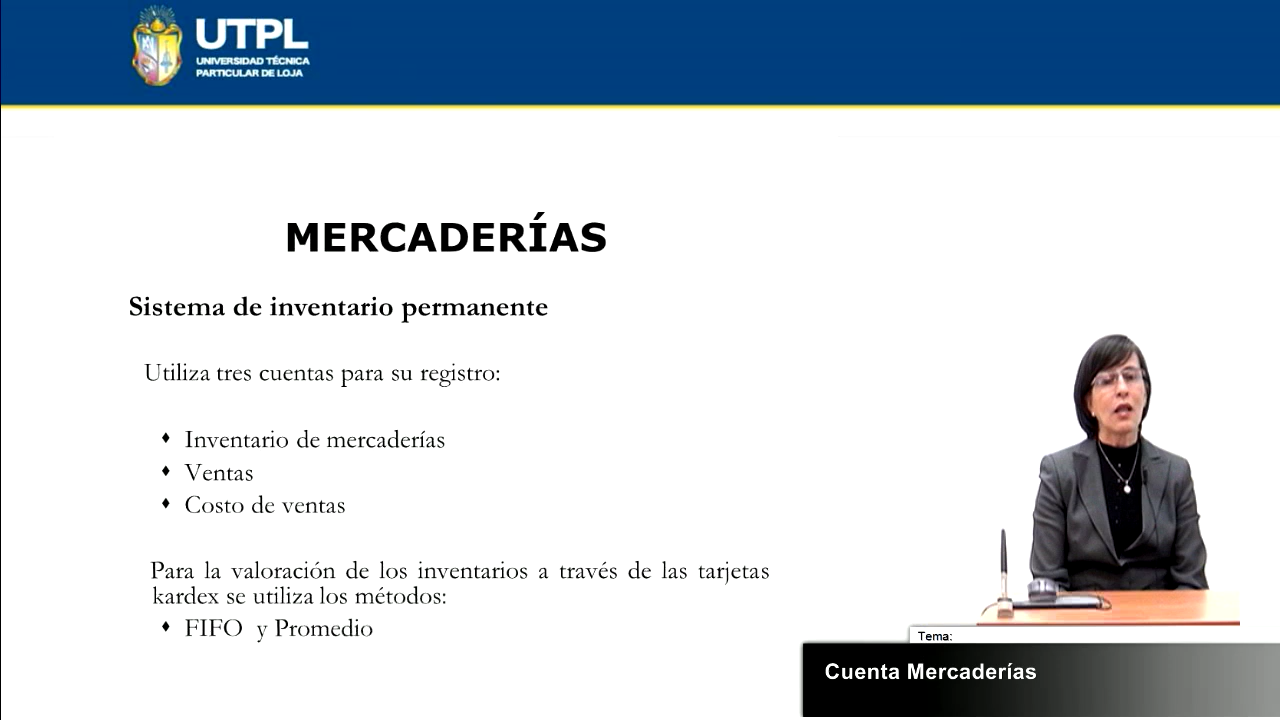 UTPL
UNIVERSIDAD TÉCNICA
PARTICULAR DE LOJA
MERCADERÍAS
Sistema de inventario permanente
Utiliza tres cuentas para su registro:
♦ Inventario de mercaderías
♦ Ventas
♦ Costo de ventas
Para la valoración de los inventarios a través de las tarjetas
kardex se utiliza los métodos:
♦ FIFO y Promedio
Tema:
Cuenta Mercaderías